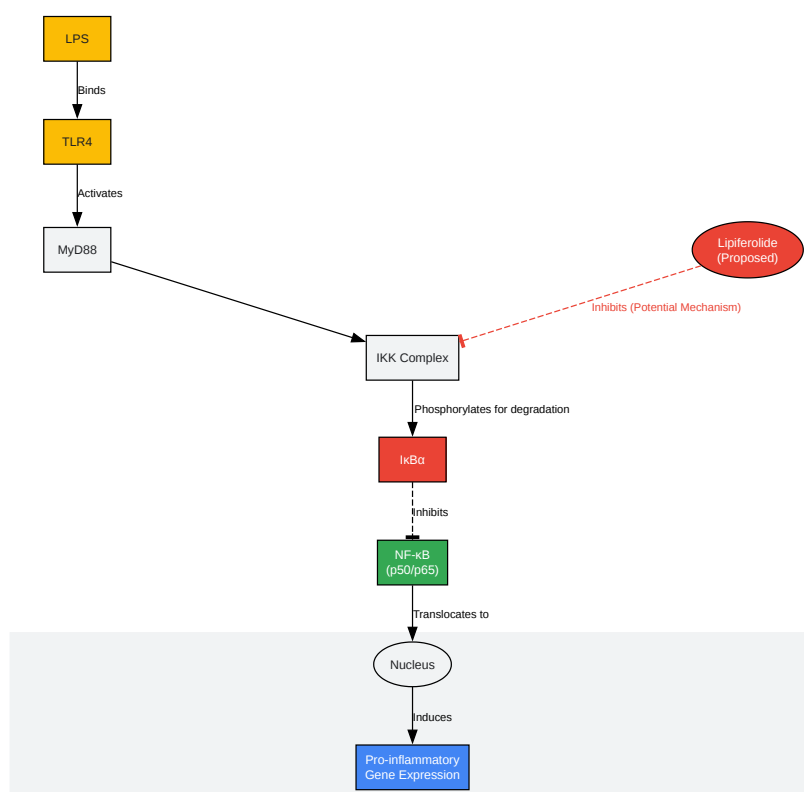 LPS
Binds
TLR4
Activates
MyD88
Lipiferolide
(Proposed)
Inhibits (Potential Mechanism)
IKK Complex
Phosphorylates for degradation
IκBα
Inhibits
NF-κB
(p50/p65)
Translocates to
Nucleus
Induces
Pro-inflammatory
Gene Expression